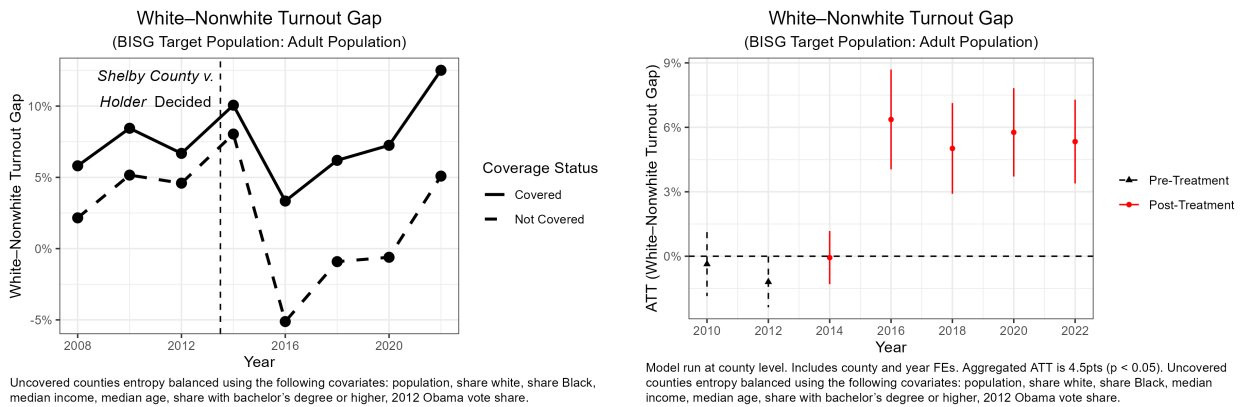 White–Nonwhite Turnout Gap
(BISG Target Population: Adult Population)
Shelby County v.
Holder Decided
10%
5%
0%
-5%
White–Nonwhite Turnout Gap
2008
2012
2016
2020
Year
Coverage Status
Covered
Not Covered
Uncovered counties entropy balanced using the following covariates: population, share white, share Black,
median income, median age, share with bachelor's degree or higher, 2012 Obama vote share.
White–Nonwhite Turnout Gap
(BISG Target Population: Adult Population)
9%
6%
3%
0%
ATT (White–Nonwhite Turnout Gap)
2010
2012
2014
2016
2018
2020
2022
Year
Pre-Treatment
Post-Treatment
Model run at county level. Includes county and year FEs. Aggregated ATT is 4.5pts (p < 0.05). Uncovered
counties entropy balanced using the following covariates: population, share white, share Black, median
income, median age, share with bachelor's degree or higher, 2012 Obama vote share.